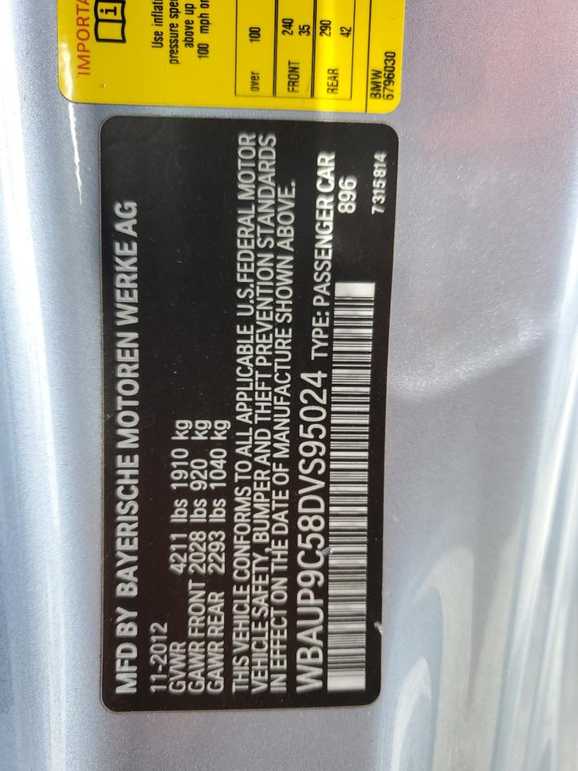 IMPORTA
Use inflat
pressure spe
above up
100 mph or
over 100
FRONT 240 35
REAR 290 42
BMW
6796030
MFD BY BAYERISCHE MOTOREN WERKE AG
11-2012
GVWR 4211 lbs 1910 kg
GAWR FRONT 2028 lbs 920 kg
GAWR REAR 2293 lbs 1040 kg
THIS VEHICLE CONFORMS TO ALL APPLICABLE U.S.FEDERAL MOTOR
VEHICLE SAFETY, BUMPER AND THEFT PREVENTION STANDARDS
IN EFFECT ON THE DATE OF MANUFACTURE SHOWN ABOVE.
WBAUP9C58DVS95024 TYPE: PASSENGER CAR
896
7 315 814